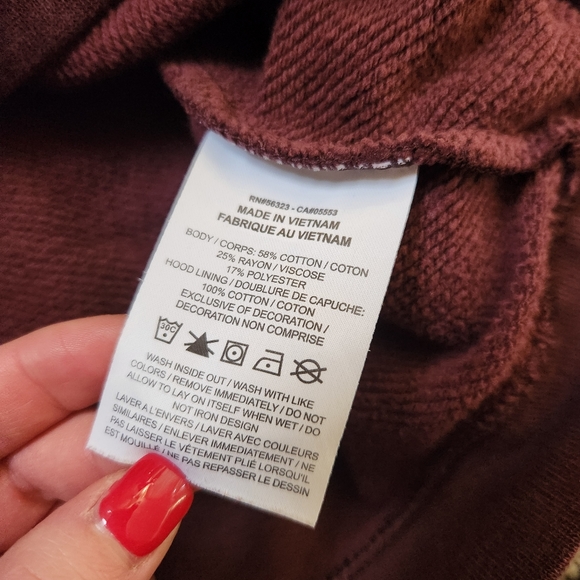 RN#56323 - CA#05553
MADE IN VIETNAM
FABRIQUE AU VIETNAM
BODY / CORPS: 58% COTTON / COTON
25% RAYON / VISCOSE
17% POLYESTER
HOOD LINING / DOUBLURE DE CAPUCHE:
100% COTTON / COTON
EXCLUSIVE OF DECORATION /
DECORATION NON COMPRISE
30C
WASH INSIDE OUT / WASH WITH LIKE
COLORS / REMOVE IMMEDIATELY / DO NOT
ALLOW TO LAY ON ITSELF WHEN WET / DO
NOT IRON DESIGN
LAVER A L'ENVERS / LAVER AVEC COULEURS
SIMILAIRES / ENLEVER IMMEDIATEMENT / NE
PAS LAISSER LE VÊTEMENT PLIÉ LORSQU'IL
EST MOUILLÉ / NE PAS REPASSER LE DESSIN